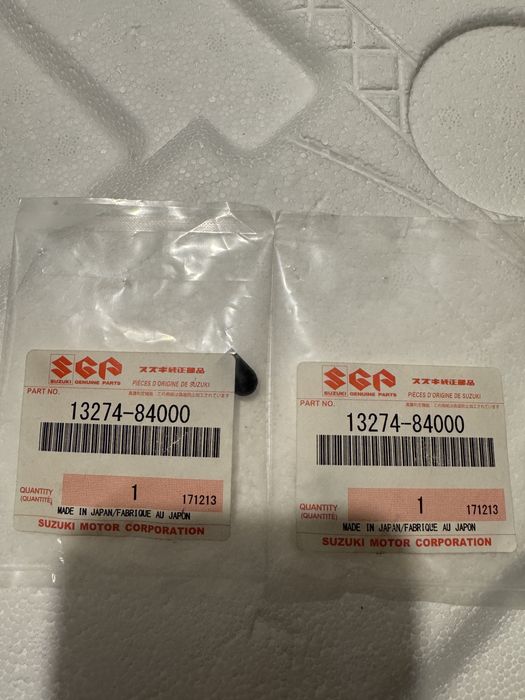 SGP
SUZUKI GENUINE PARTS
スズキ純正部品
PIÈCES D'ORIGINE DE SUZUKI
PART NO.
13274-84000
QUANTITY
(QUANTITÉ)
1
171213
MADE IN JAPAN/FABRIQUE AU JAPON
SUZUKI MOTOR CORPORATION
SGP
SUZUKI GENUINE PARTS
スズキ純正部品
PIÈCES D'ORIGINE DE SUZUKI
PART NO.
13274-84000
QUANTITY
(QUANTITÉ)
1
171213
MADE IN JAPAN/FABRIQUE AU JAPON
SUZUKI MOTOR CORPORATION